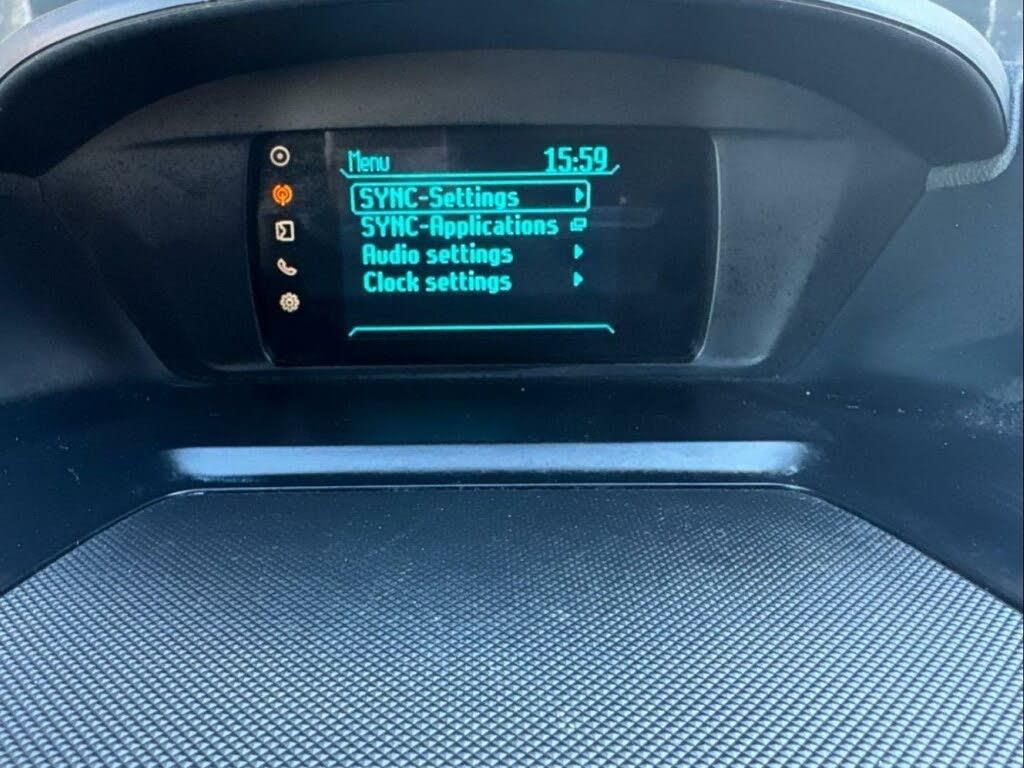 Menu 15:59
SYNC-Settings
SYNC-Applications
Audio settings
Clock settings